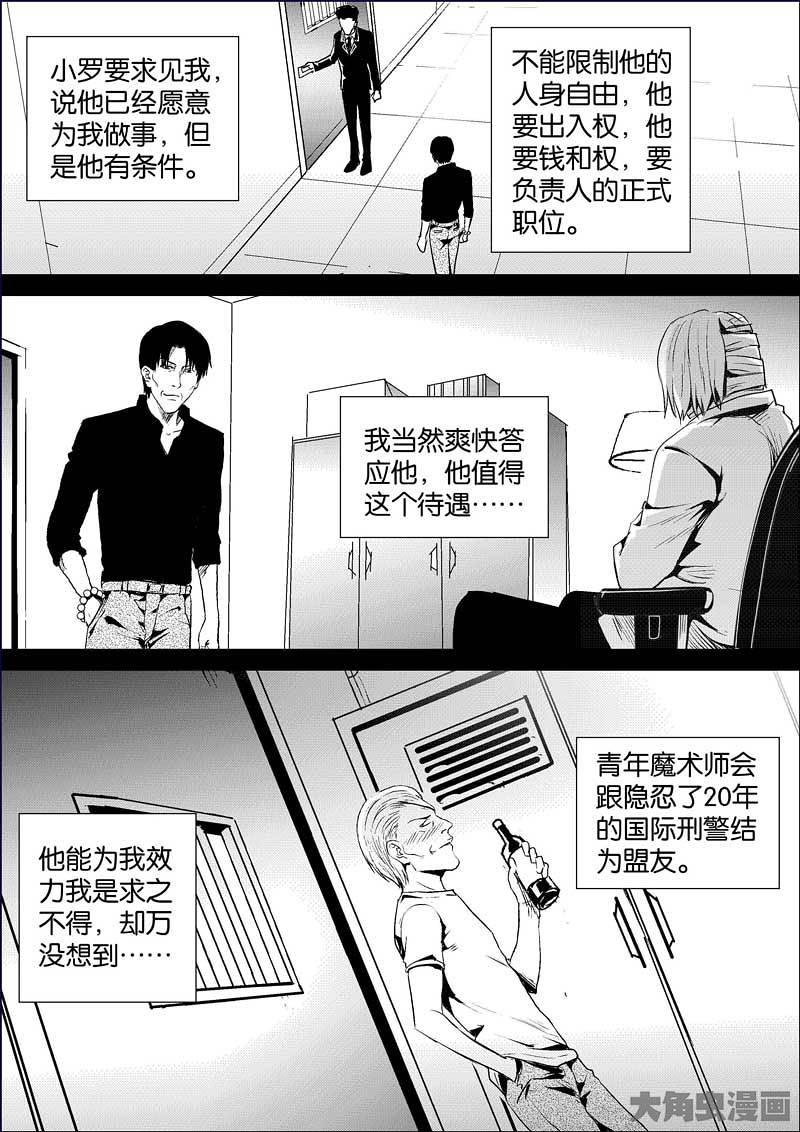 小罗要求见我，
说他已经愿意
为我做事，但
是他有条件。
不能限制他的
人身自由，他
要出入权，他
要钱和权，要
负责人的正式
职位。
我当然爽快答
应他，他值得
这个待遇……
青年魔术师会
跟隐忍了20年
的国际刑警结
为盟友。
他能为我效
力我是求之
不得，却万
没想到……
大角虫漫画